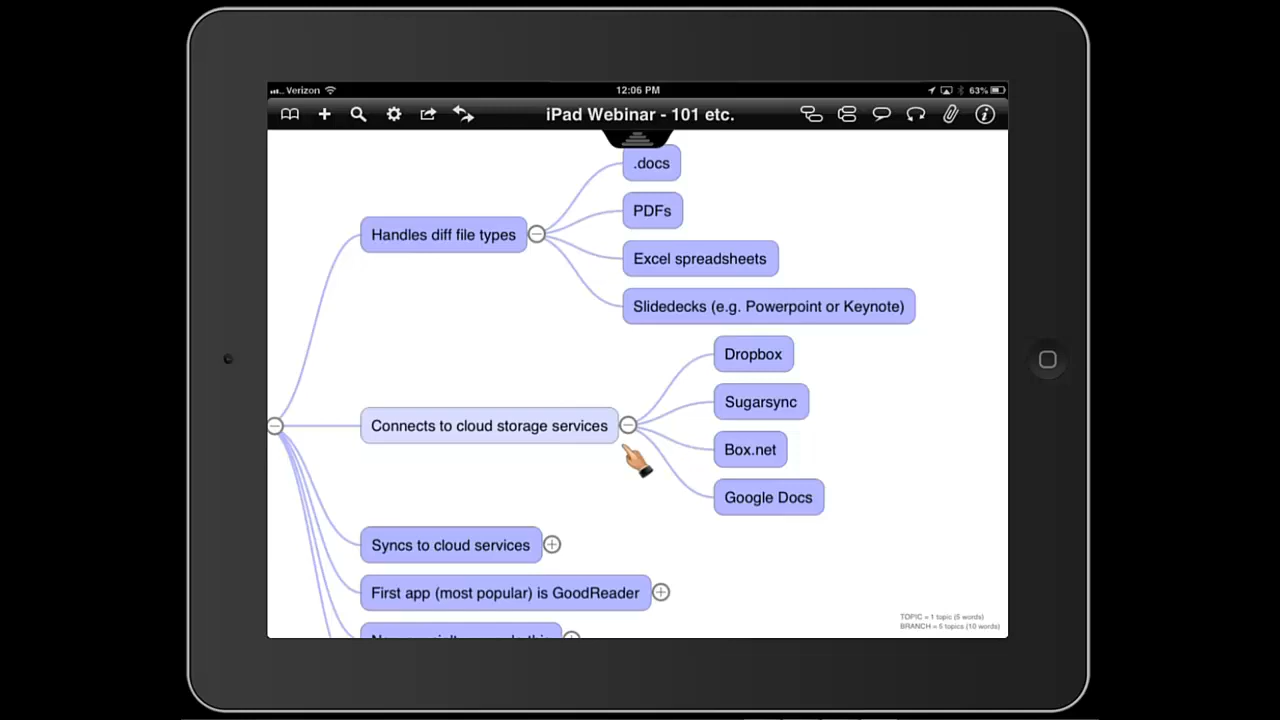 Verizon 12:06 PM 63%
iPad Webinar - 101 etc.
.docs
PDFs
Handles diff file types
Excel spreadsheets
Slidedecks (e.g. Powerpoint or Keynote)
Dropbox
Sugarsync
Connects to cloud storage services
Box.net
Google Docs
Syncs to cloud services
First app (most popular) is GoodReader
TOPIC = 1 topic (5 words)
BRANCH = 5 topics (10 words)